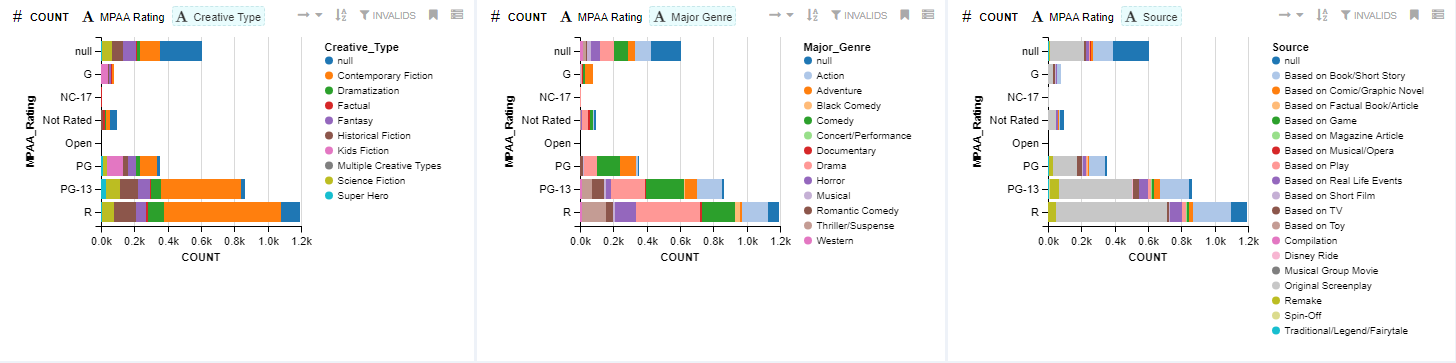 # COUNT A MPAA Rating A Creative Type INVALIDS
Creative_Type
null
Contemporary Fiction
Dramatization
Factual
Fantasy
Historical Fiction
Kids Fiction
Multiple Creative Types
Science Fiction
Super Hero
MPAA_Rating
null
G
NC-17
Not Rated
Open
PG
PG-13
R
0.0k 0.2k 0.4k 0.6k 0.8k 1.0k 1.2k
COUNT
# COUNT A MPAA Rating A Major Genre INVALIDS
Major_Genre
null
Action
Adventure
Black Comedy
Comedy
Concert/Performance
Documentary
Drama
Horror
Musical
Romantic Comedy
Thriller/Suspense
Western
MPAA_Rating
null
G
NC-17
Not Rated
Open
PG
PG-13
R
0.0k 0.2k 0.4k 0.6k 0.8k 1.0k 1.2k
COUNT
# COUNT A MPAA Rating A Source INVALIDS
Source
null
Based on Book/Short Story
Based on Comic/Graphic Novel
Based on Factual Book/Article
Based on Game
Based on Magazine Article
Based on Musical/Opera
Based on Play
Based on Real Life Events
Based on Short Film
Based on TV
Based on Toy
Compilation
Disney Ride
Musical Group Movie
Original Screenplay
Remake
Spin-Off
Traditional/Legend/Fairytale
MPAA_Rating
null
G
NC-17
Not Rated
Open
PG
PG-13
R
0.0k 0.2k 0.4k 0.6k 0.8k 1.0k 1.2k
COUNT